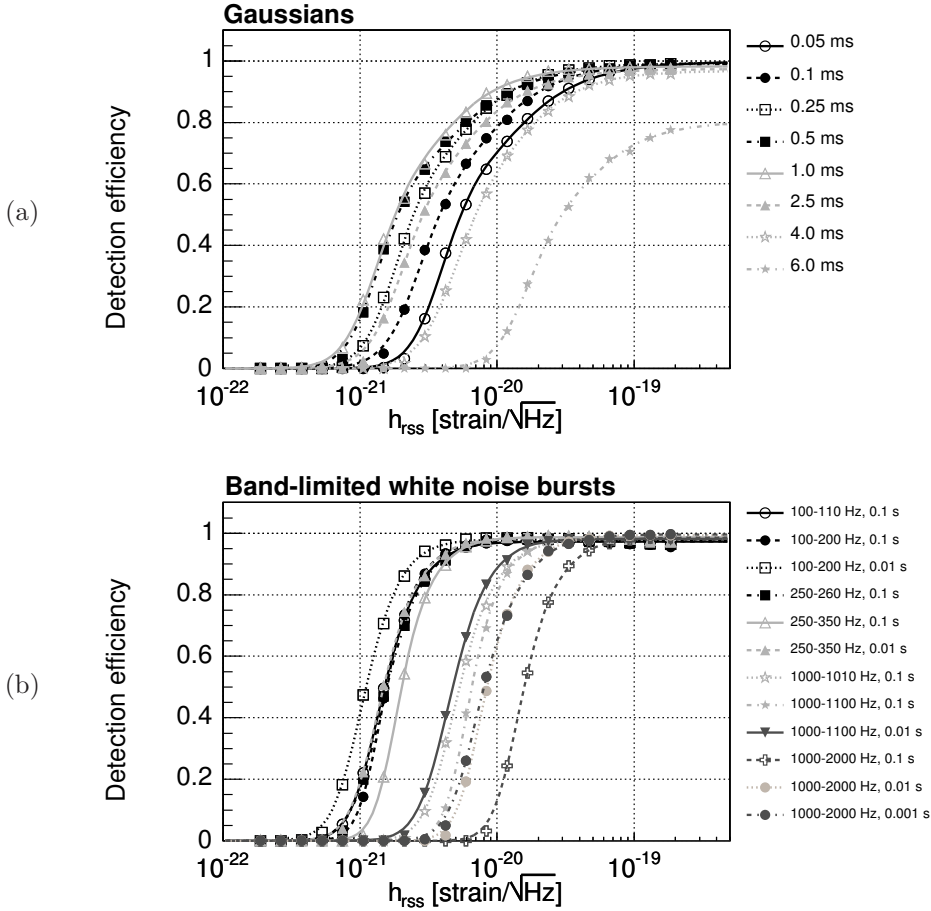 Gaussians
(a)
Detection efficiency
1
0.8
0.6
0.4
0.2
0
10^-22
10^-21
10^-20
10^-19
h_rss [strain/√Hz]
0.05 ms
0.1 ms
0.25 ms
0.5 ms
1.0 ms
2.5 ms
4.0 ms
6.0 ms
Band-limited white noise bursts
(b)
Detection efficiency
1
0.8
0.6
0.4
0.2
0
10^-22
10^-21
10^-20
10^-19
h_rss [strain/√Hz]
100-110 Hz, 0.1 s
100-200 Hz, 0.1 s
100-200 Hz, 0.01 s
250-260 Hz, 0.1 s
250-350 Hz, 0.1 s
250-350 Hz, 0.01 s
1000-1010 Hz, 0.1 s
1000-1100 Hz, 0.1 s
1000-1100 Hz, 0.01 s
1000-2000 Hz, 0.1 s
1000-2000 Hz, 0.01 s
1000-2000 Hz, 0.001 s